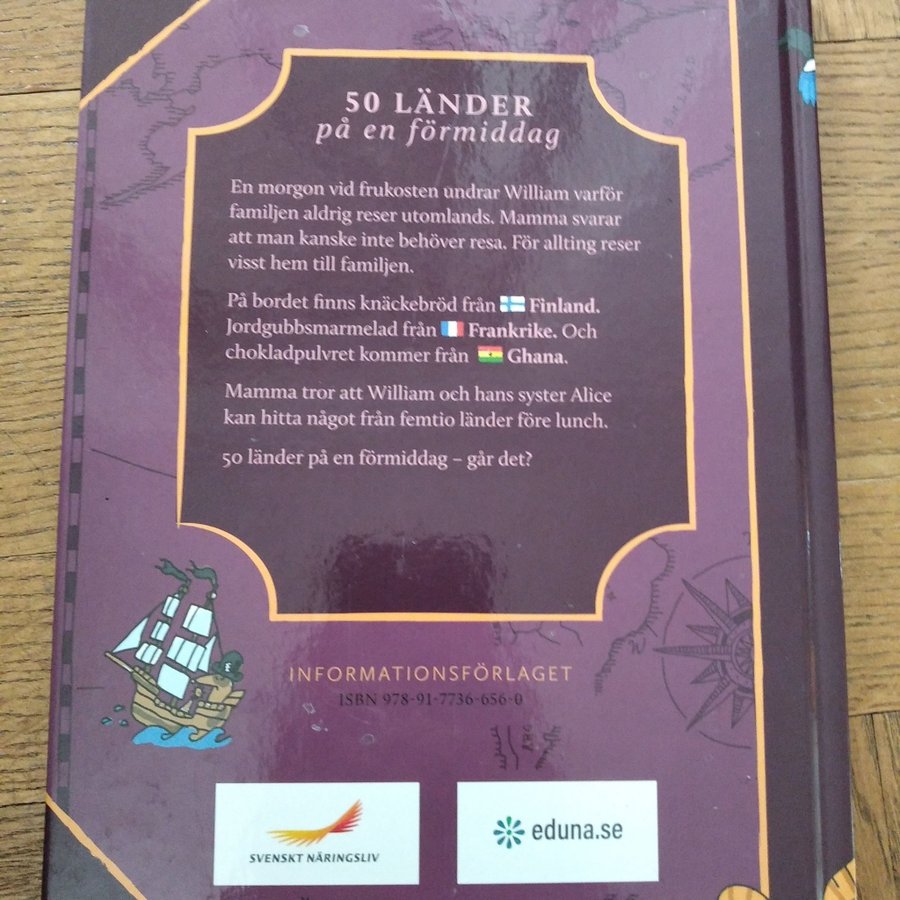 50 LÄNDER
på en förmiddag
En morgon vid frukosten undrar William varför
familjen aldrig reser utomlands. Mamma svarar
att man kanske inte behöver resa. För allting reser
visst hem till familjen.
På bordet finns knäckebröd från Finland.
Jordgubbsmarmelad från Frankrike. Och
chokladpulvret kommer från Ghana.
Mamma tror att William och hans syster Alice
kan hitta något från femtio länder före lunch.
50 länder på en förmiddag – går det?
INFORMATIONSFÖRLAGET
ISBN 978-91-7736-656-0
SVENSKT NÄRINGSLIV
eduna.se